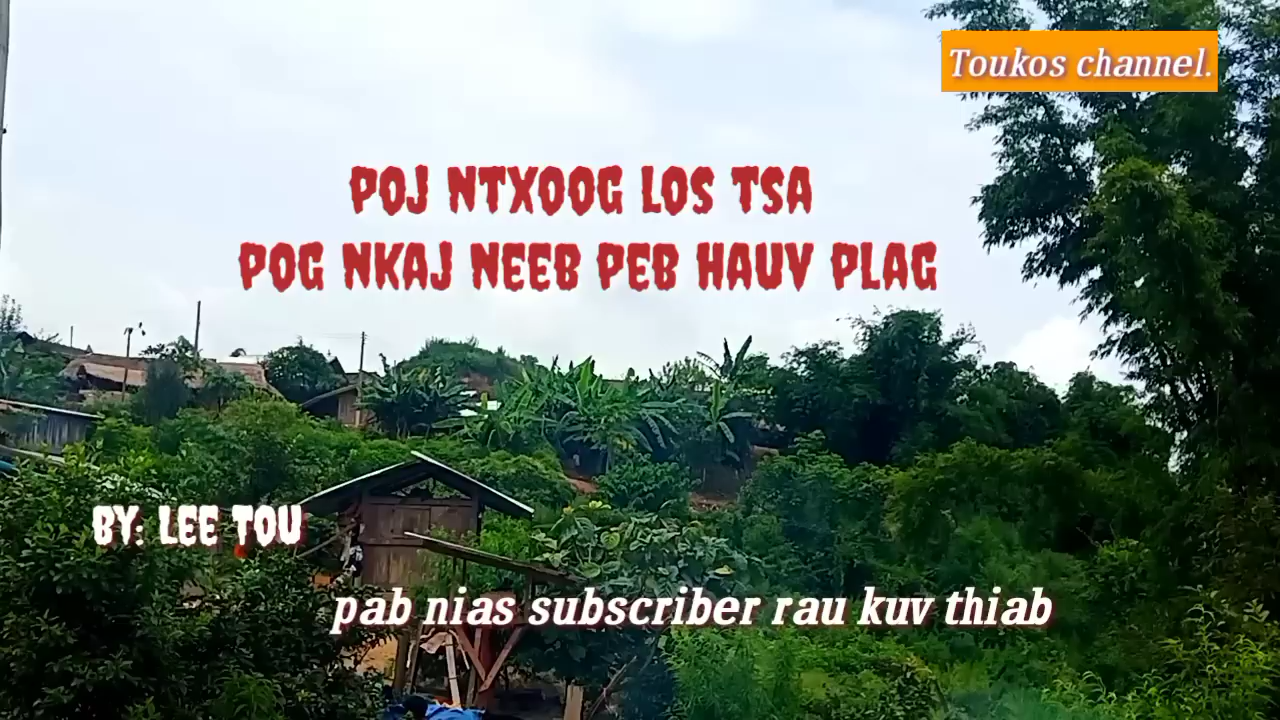 Toukos channel.
POJ NTXOOG LOS TSA
POG NKAJ NEEB PEB HAUV PLAG
BY: LEE TOU
pab nias subscriber rau kuv thiab